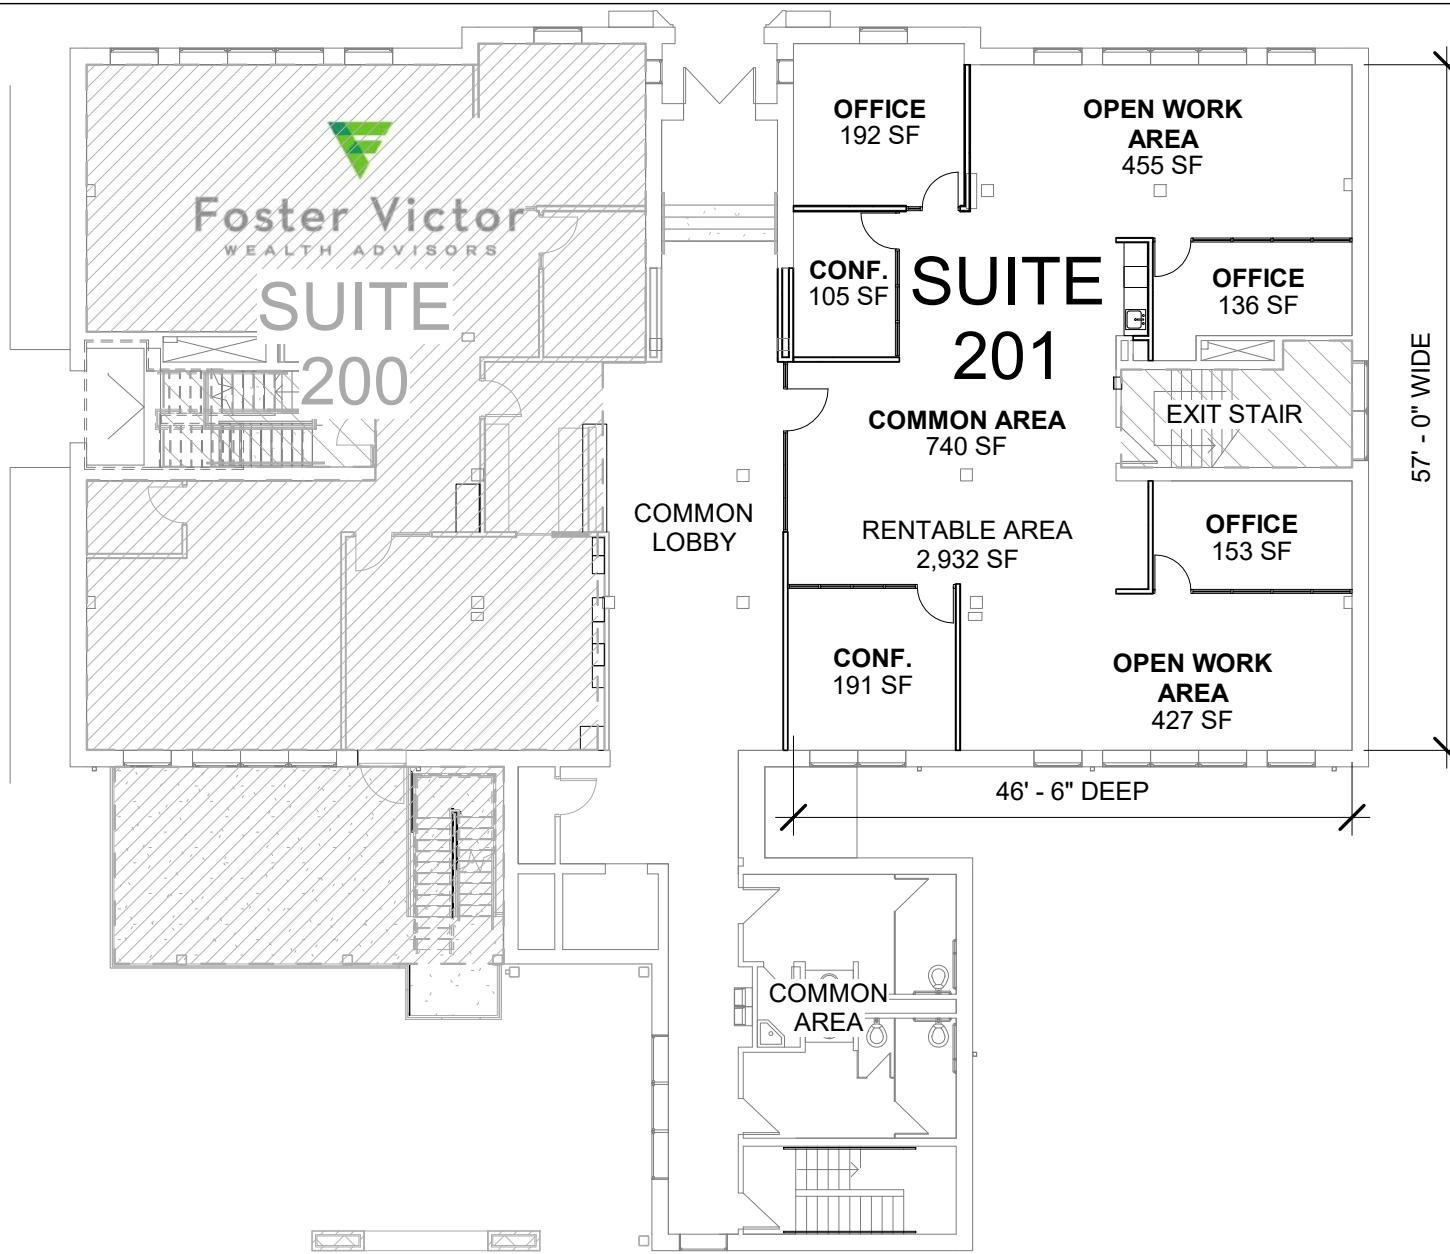 Foster Victor
WEALTH ADVISORS
SUITE
200
OFFICE
192 SF
OPEN WORK
AREA
455 SF
CONF.
105 SF
SUITE
201
OFFICE
136 SF
EXIT STAIR
COMMON AREA
740 SF
57' - 0" WIDE
COMMON
LOBBY
RENTABLE AREA
2,932 SF
OFFICE
153 SF
CONF.
191 SF
OPEN WORK
AREA
427 SF
46' - 6" DEEP
COMMON
AREA